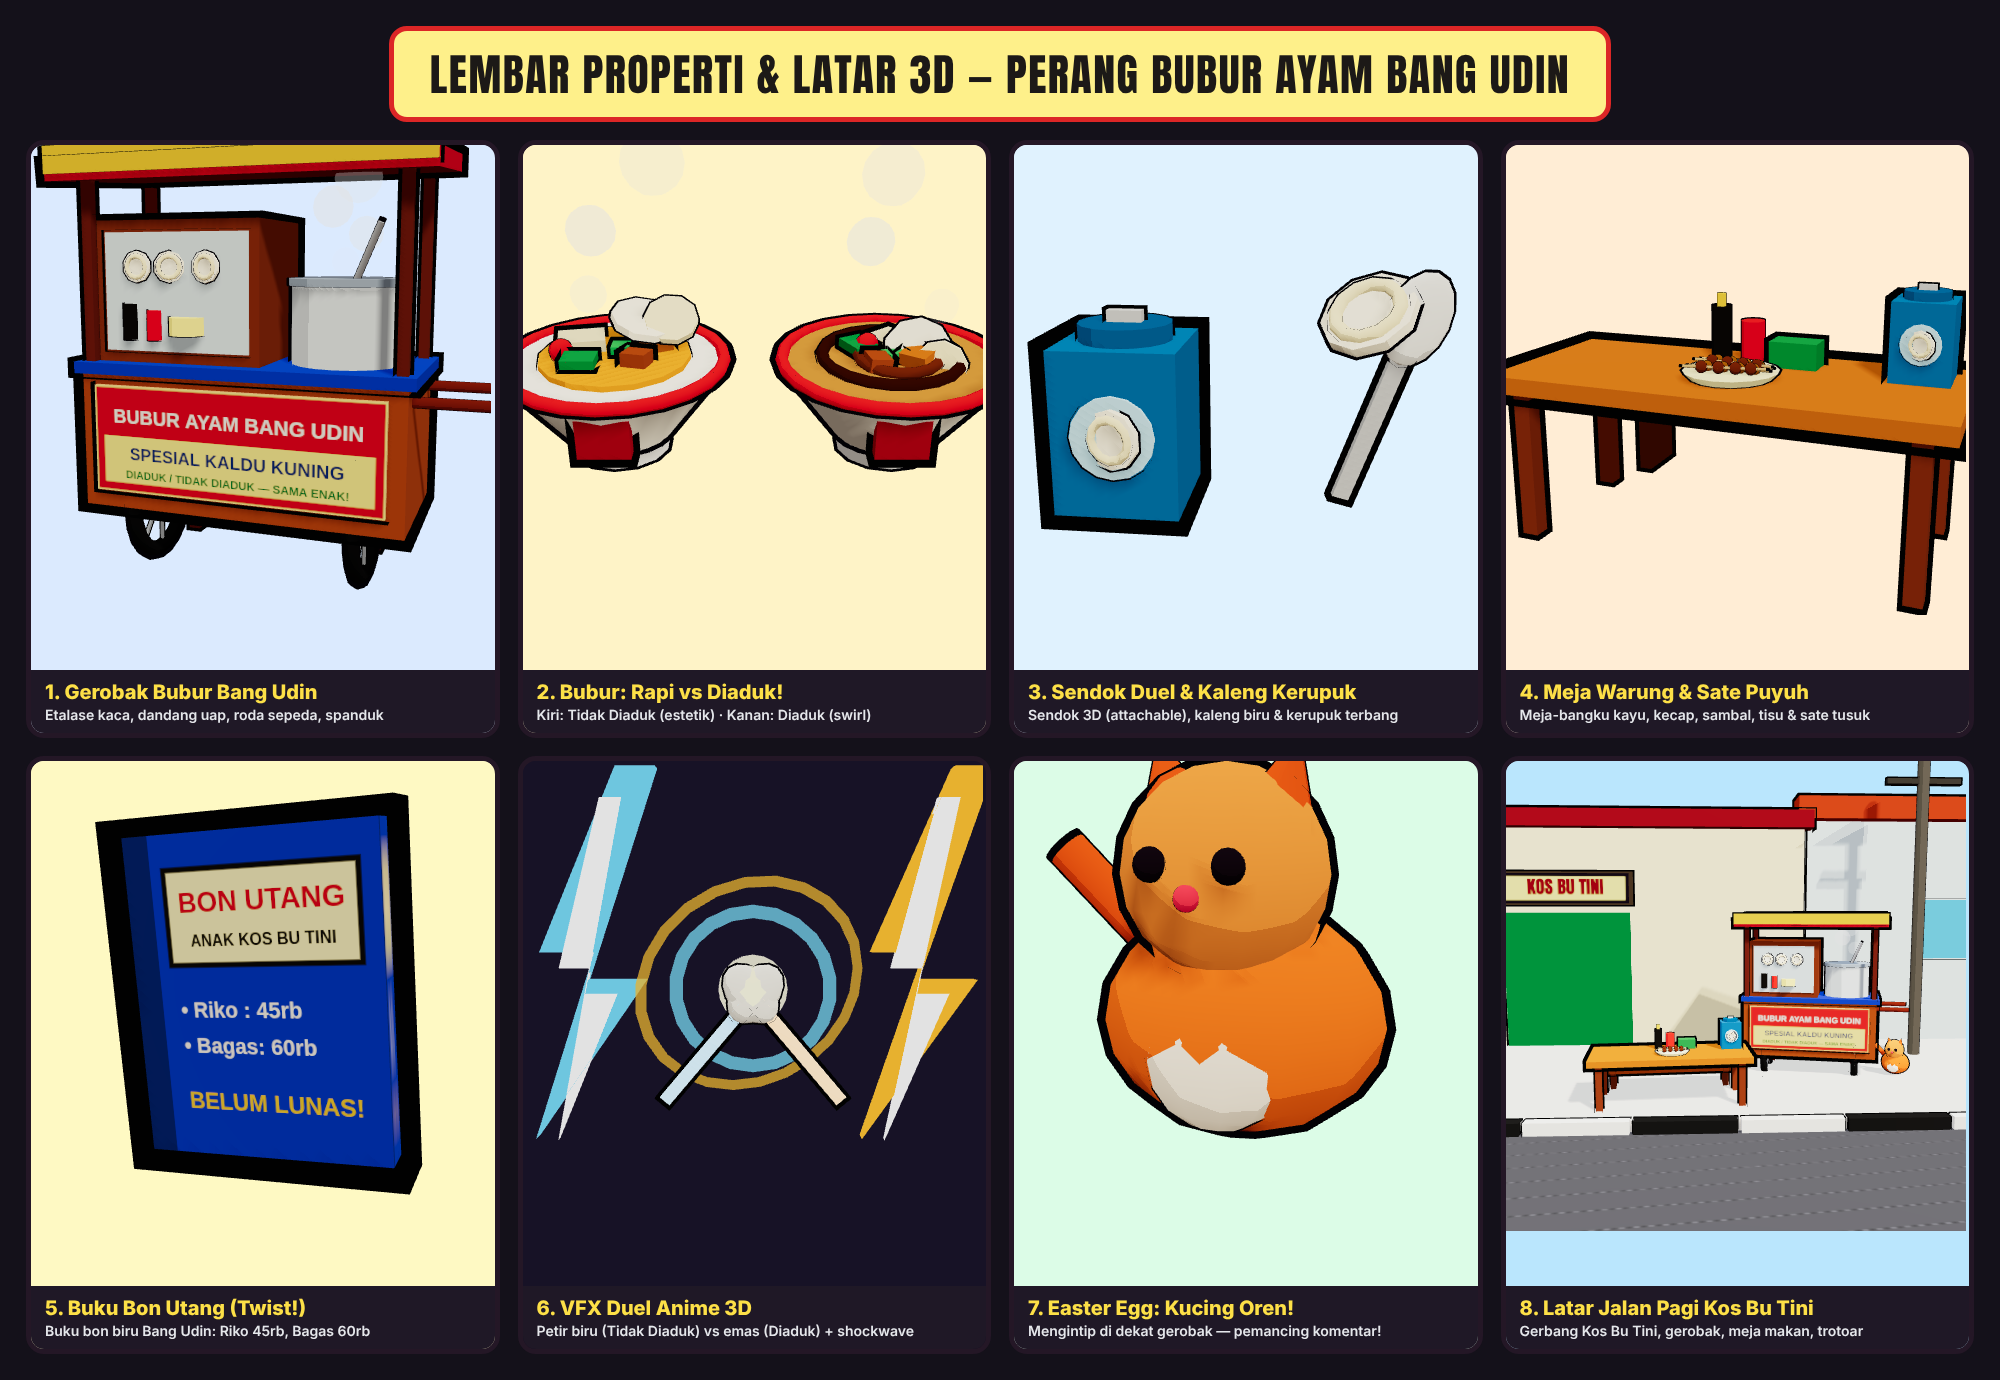 LEMBAR PROPERTI & LATAR 3D – PERANG BUBUR AYAM BANG UDIN
BUBUR AYAM BANG UDIN
SPESIAL KALDU KUNING
DIADUK / TIDAK DIADUK — SAMA ENAK!
1. Gerobak Bubur Bang Udin
Etalase kaca, dandang uap, roda sepeda, spanduk
2. Bubur: Rapi vs Diaduk!
Kiri: Tidak Diaduk (estetik) · Kanan: Diaduk (swirl)
3. Sendok Duel & Kaleng Kerupuk
Sendok 3D (attachable), kaleng biru & kerupuk terbang
4. Meja Warung & Sate Puyuh
Meja-bangku kayu, kecap, sambal, tisu & sate tusuk
BON UTANG
ANAK KOS BU TINI
• Riko : 45rb
• Bagas: 60rb
BELUM LUNAS!
5. Buku Bon Utang (Twist!)
Buku bon biru Bang Udin: Riko 45rb, Bagas 60rb
6. VFX Duel Anime 3D
Petir biru (Tidak Diaduk) vs emas (Diaduk) + shockwave
7. Easter Egg: Kucing Oren!
Mengintip di dekat gerobak — pemancing komentar!
KOS BU TINI
BUBUR AYAM BANG UDIN
SPESIAL KALDU KUNING
DIADUK / TIDAK DIADUK — SAMA ENAK!
8. Latar Jalan Pagi Kos Bu Tini
Gerbang Kos Bu Tini, gerobak, meja makan, trotoar